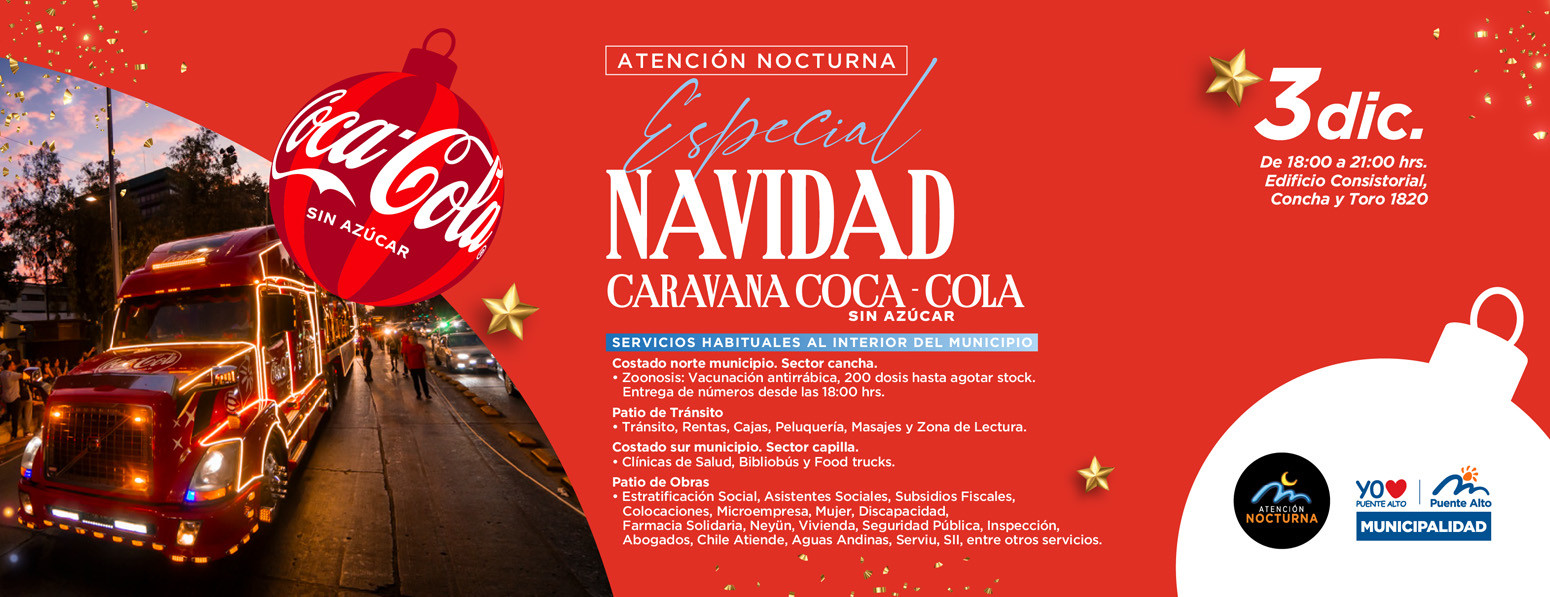 Coca-Cola
SIN AZÚCAR
ATENCIÓN NOCTURNA
Especial
NAVIDAD
CARAVANA COCA - COLA
SIN AZÚCAR
SERVICIOS HABITUALES AL INTERIOR DEL MUNICIPIO
Costado norte municipio. Sector cancha.
• Zoonosis: Vacunación antirrábica, 200 dosis hasta agotar stock.
Entrega de números desde las 18:00 hrs.
Patio de Tránsito
• Tránsito, Rentas, Cajas, Peluquería, Masajes y Zona de Lectura.
Costado sur municipio. Sector capilla.
• Clínicas de Salud, Bibliobús y Food trucks.
Patio de Obras
• Estratificación Social, Asistentes Sociales, Subsidios Fiscales,
Colocaciones, Microempresa, Mujer, Discapacidad,
Farmacia Solidaria, Neyün, Vivienda, Seguridad Pública, Inspección,
Abogados, Chile Atiende, Aguas Andinas, Serviu, SII, entre otros servicios.
3 dic.
De 18:00 a 21:00 hrs.
Edificio Consistorial,
Concha y Toro 1820
ATENCIÓN
NOCTURNA
YO
PUENTE ALTO
Puente Alto
MUNICIPALIDAD
Coca-Cola